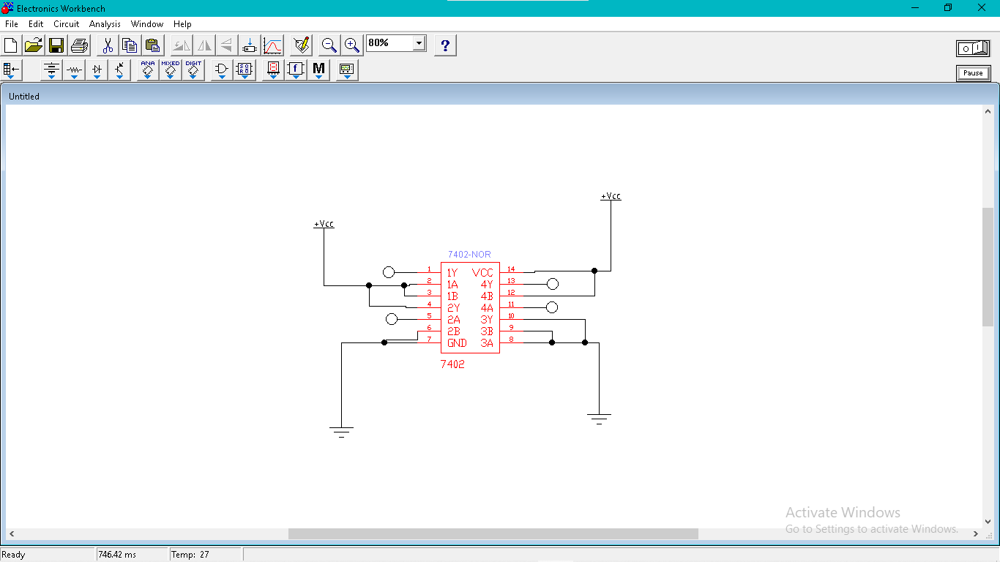 Electronics Workbench
File Edit Circuit Analysis Window Help
80% ?
ANA MIXED DIGIT
f M
Pause
Untitled
+Vcc
+Vcc
7402-NOR
1 1Y VCC 14
2 1A 4Y 13
3 1B 4B 12
4 2Y 4A 11
5 2A 3Y 10
6 2B 3B 9
7 GND 3A 8
7402
Activate Windows
Go to Settings to activate Windows.
Ready 746.42 ms Temp: 27